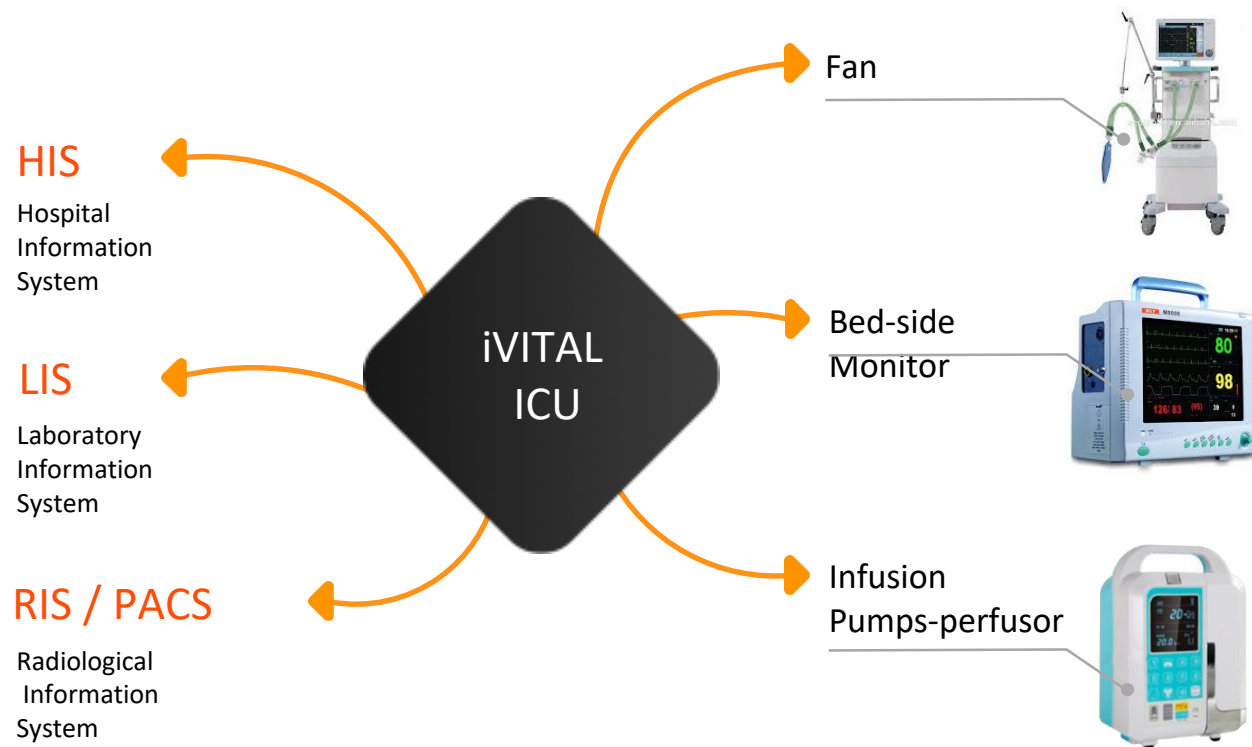 HIS
Hospital
Information
System
LIS
Laboratory
Information
System
RIS / PACS
Radiological
Information
System
iVITAL
ICU
Fan
Bed-side
Monitor
80
98
126/ 83 (95)
Infusion
Pumps-perfusor